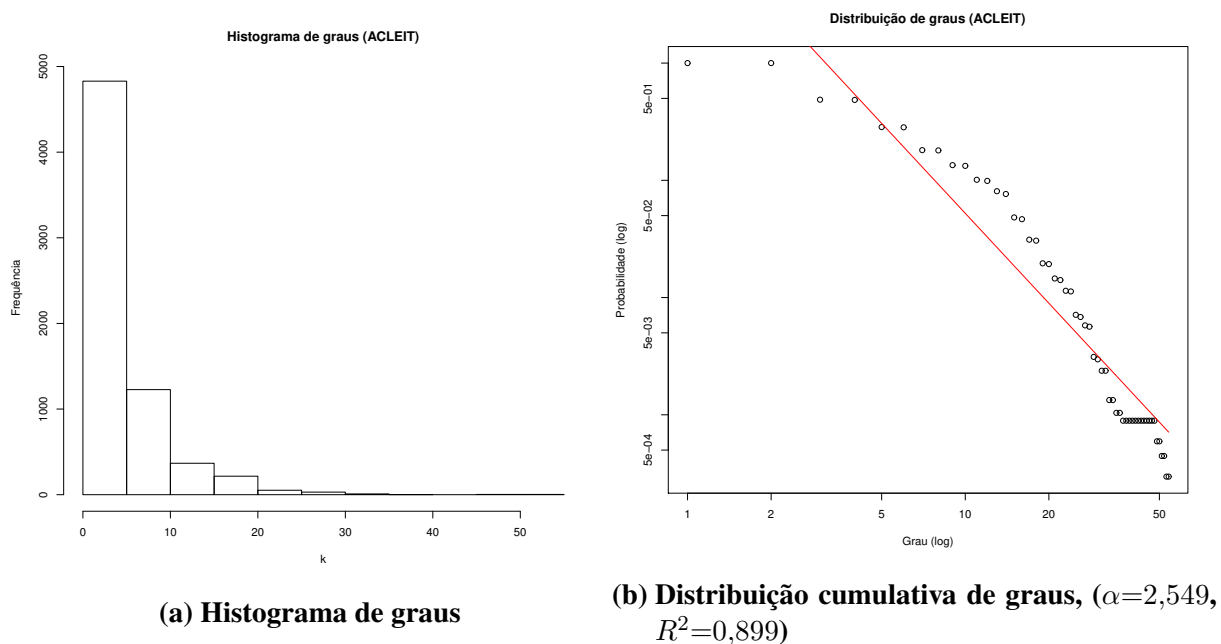 Histograma de graus (ACLEIT)
Frequência
5000
4000
3000
2000
1000
0
0 10 20 30 40 50
k
(a) Histograma de graus
Distribuição de graus (ACLEIT)
Probabilidade (log)
5e−01
5e−02
5e−03
5e−04
1 2 5 10 20 50
Grau (log)
(b) Distribuição cumulativa de graus, (α=2,549,
R²=0,899)